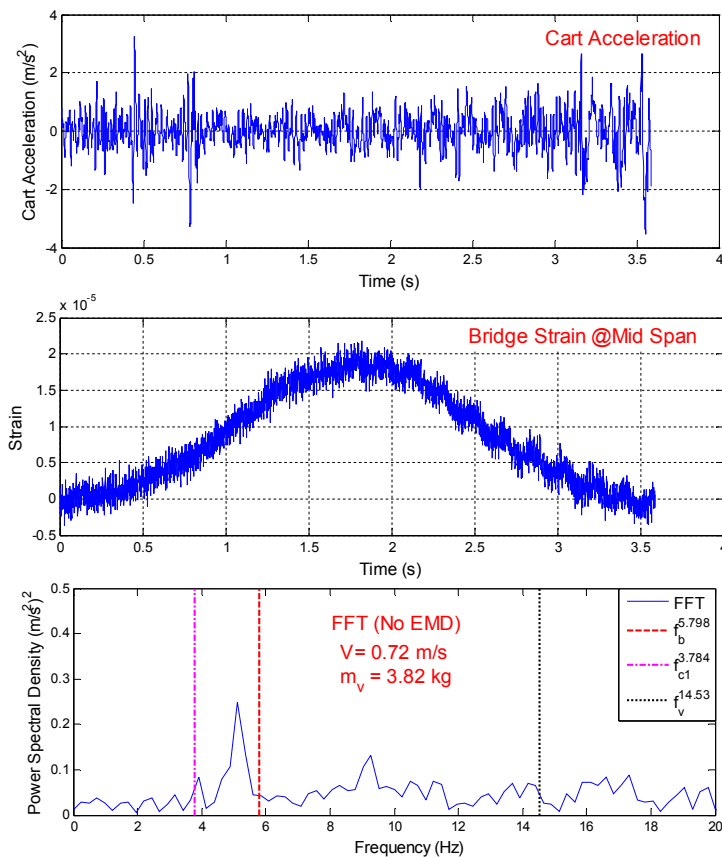 Cart Acceleration
Cart Acceleration (m/s²)
4
2
0
-2
-4
0 0.5 1 1.5 2 2.5 3 3.5 4
Time (s)
x 10⁻⁵
Bridge Strain @Mid Span
Strain
2.5
2
1.5
1
0.5
0
-0.5
0 0.5 1 1.5 2 2.5 3 3.5 4
Time (s)
Power Spectral Density (m/s²)²
0.5
0.4
0.3
0.2
0.1
0
FFT (No EMD)
V= 0.72 m/s
m_v = 3.82 kg
FFT
f_b^5.798
f_c1^3.784
f_v^14.53
0 2 4 6 8 10 12 14 16 18 20
Frequency (Hz)